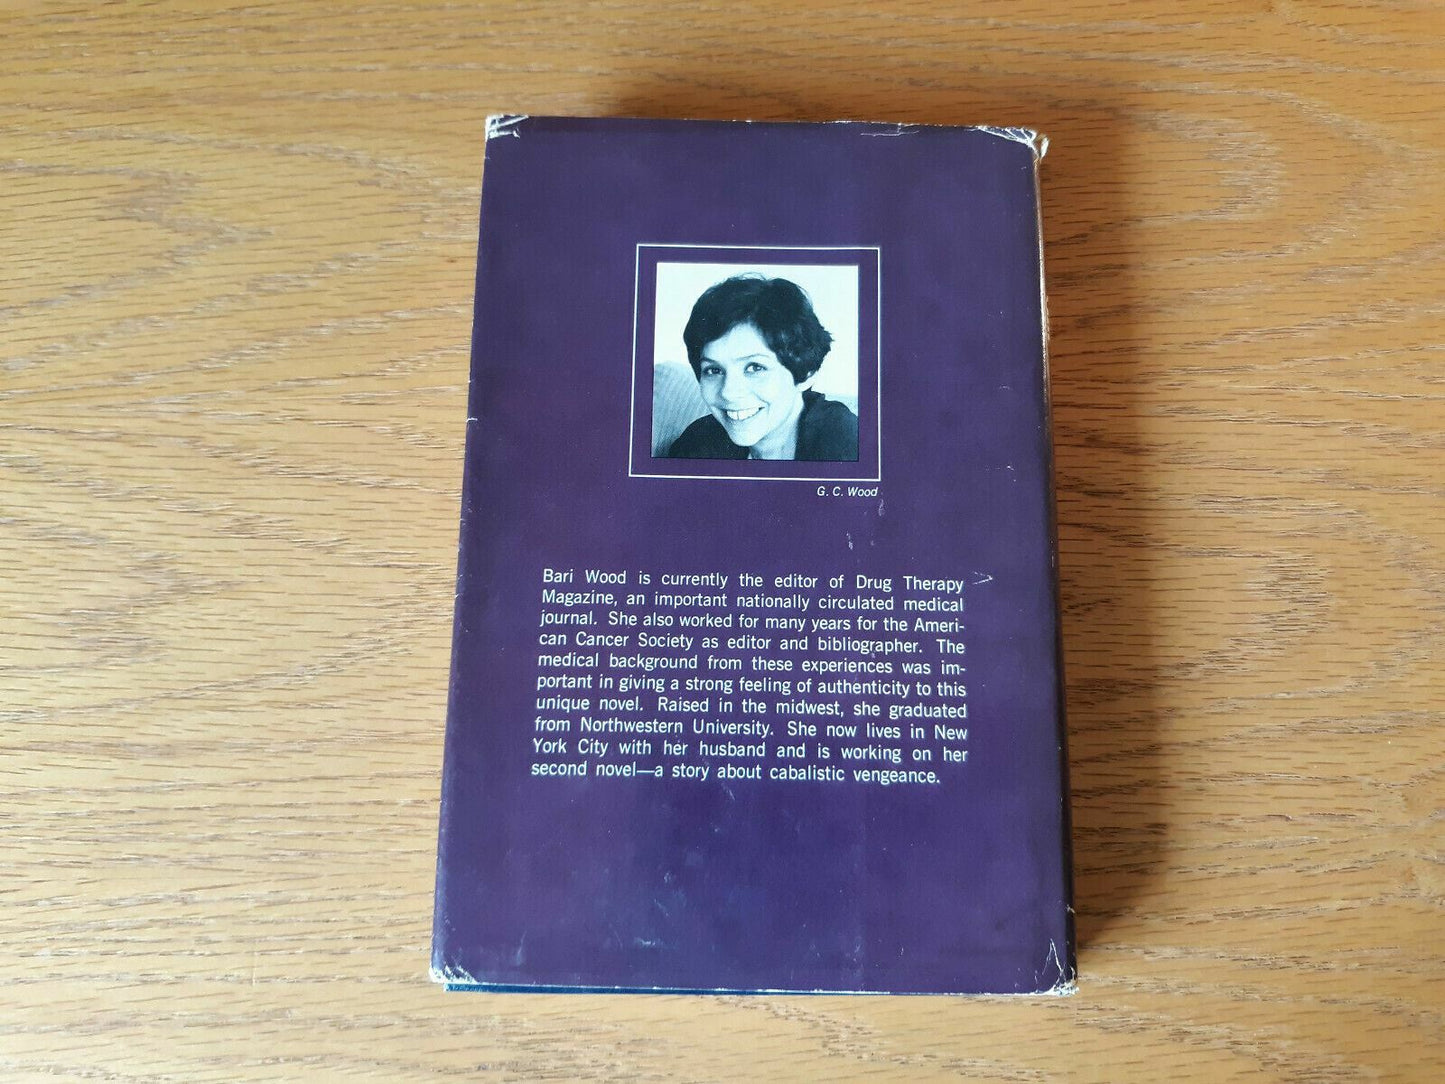 G. C. Wood
Bari Wood is currently the editor of Drug Therapy
Magazine, an important nationally circulated medical
journal. She also worked for many years for the Ameri-
can Cancer Society as editor and bibliographer. The
medical background from these experiences was im-
portant in giving a strong feeling of authenticity to this
unique novel. Raised in the midwest, she graduated
from Northwestern University. She now lives in New
York City with her husband and is working on her
second novel—a story about cabalistic vengeance.